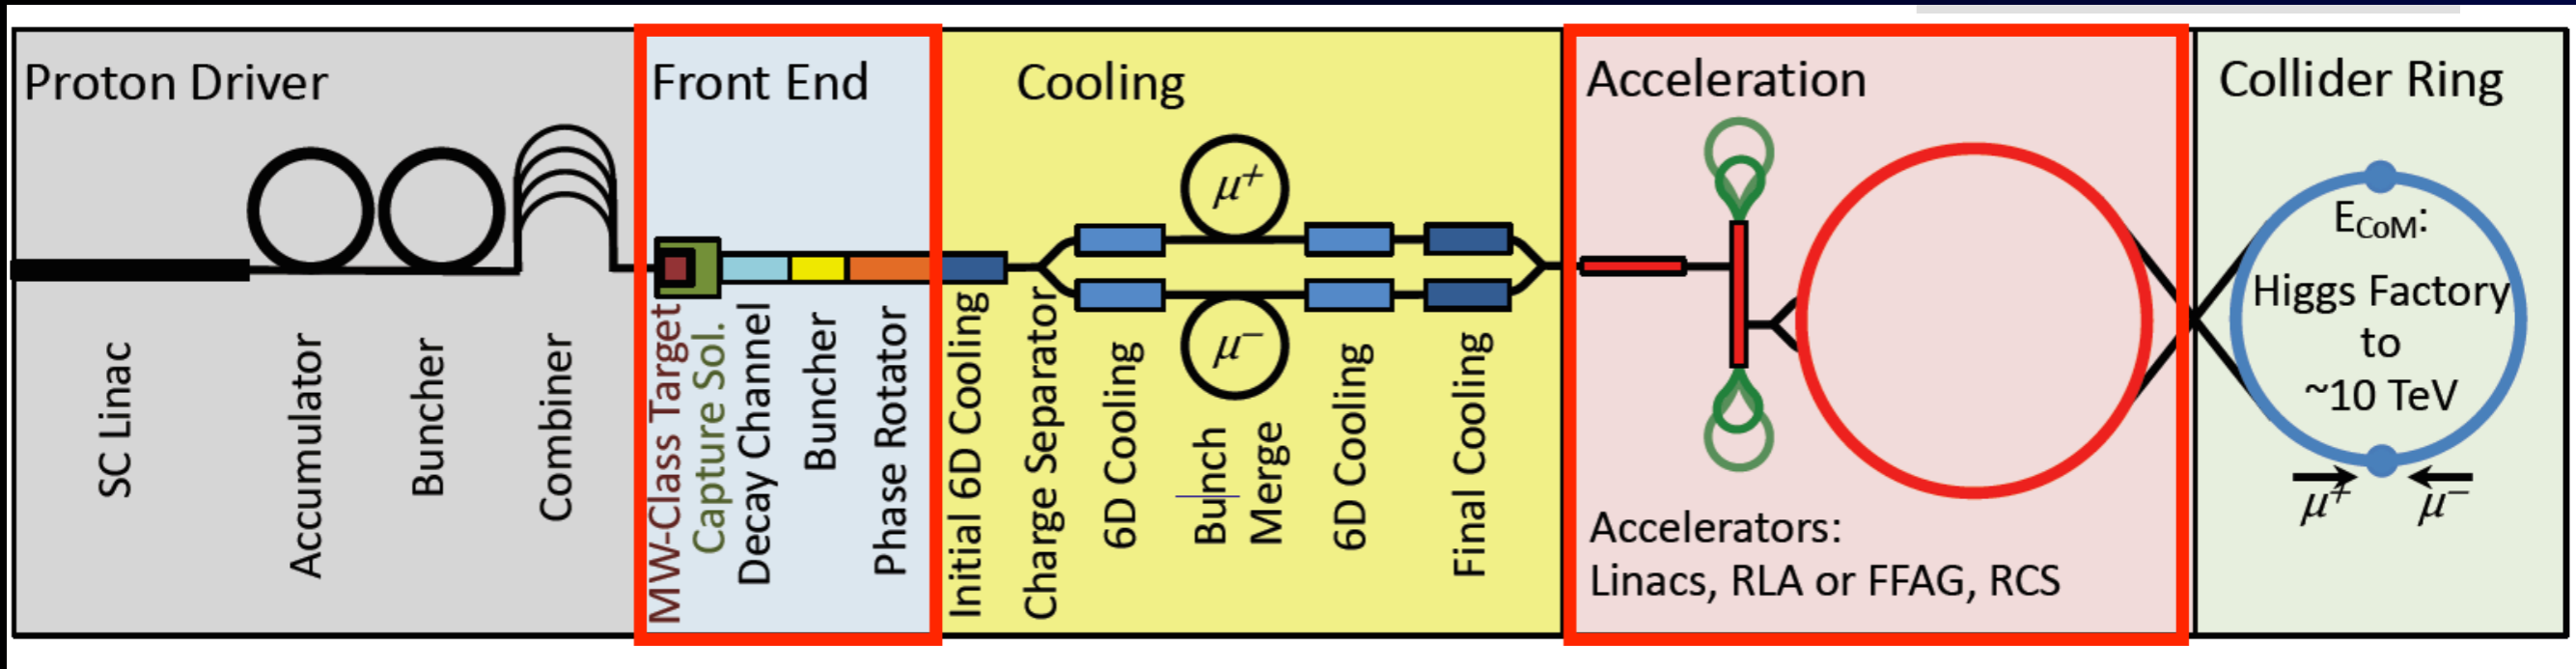 Proton Driver
SC Linac
Accumulator
Buncher
Combiner
Front End
MW-Class Target
Capture Sol.
Decay Channel
Buncher
Phase Rotator
Cooling
Initial 6D Cooling
Charge Separator
6D Cooling
μ+
μ−
Bunch
Merge
6D Cooling
Final Cooling
Acceleration
Accelerators:
Linacs, RLA or FFAG, RCS
Collider Ring
ECoM:
Higgs Factory
to
~10 TeV
μ+ μ−